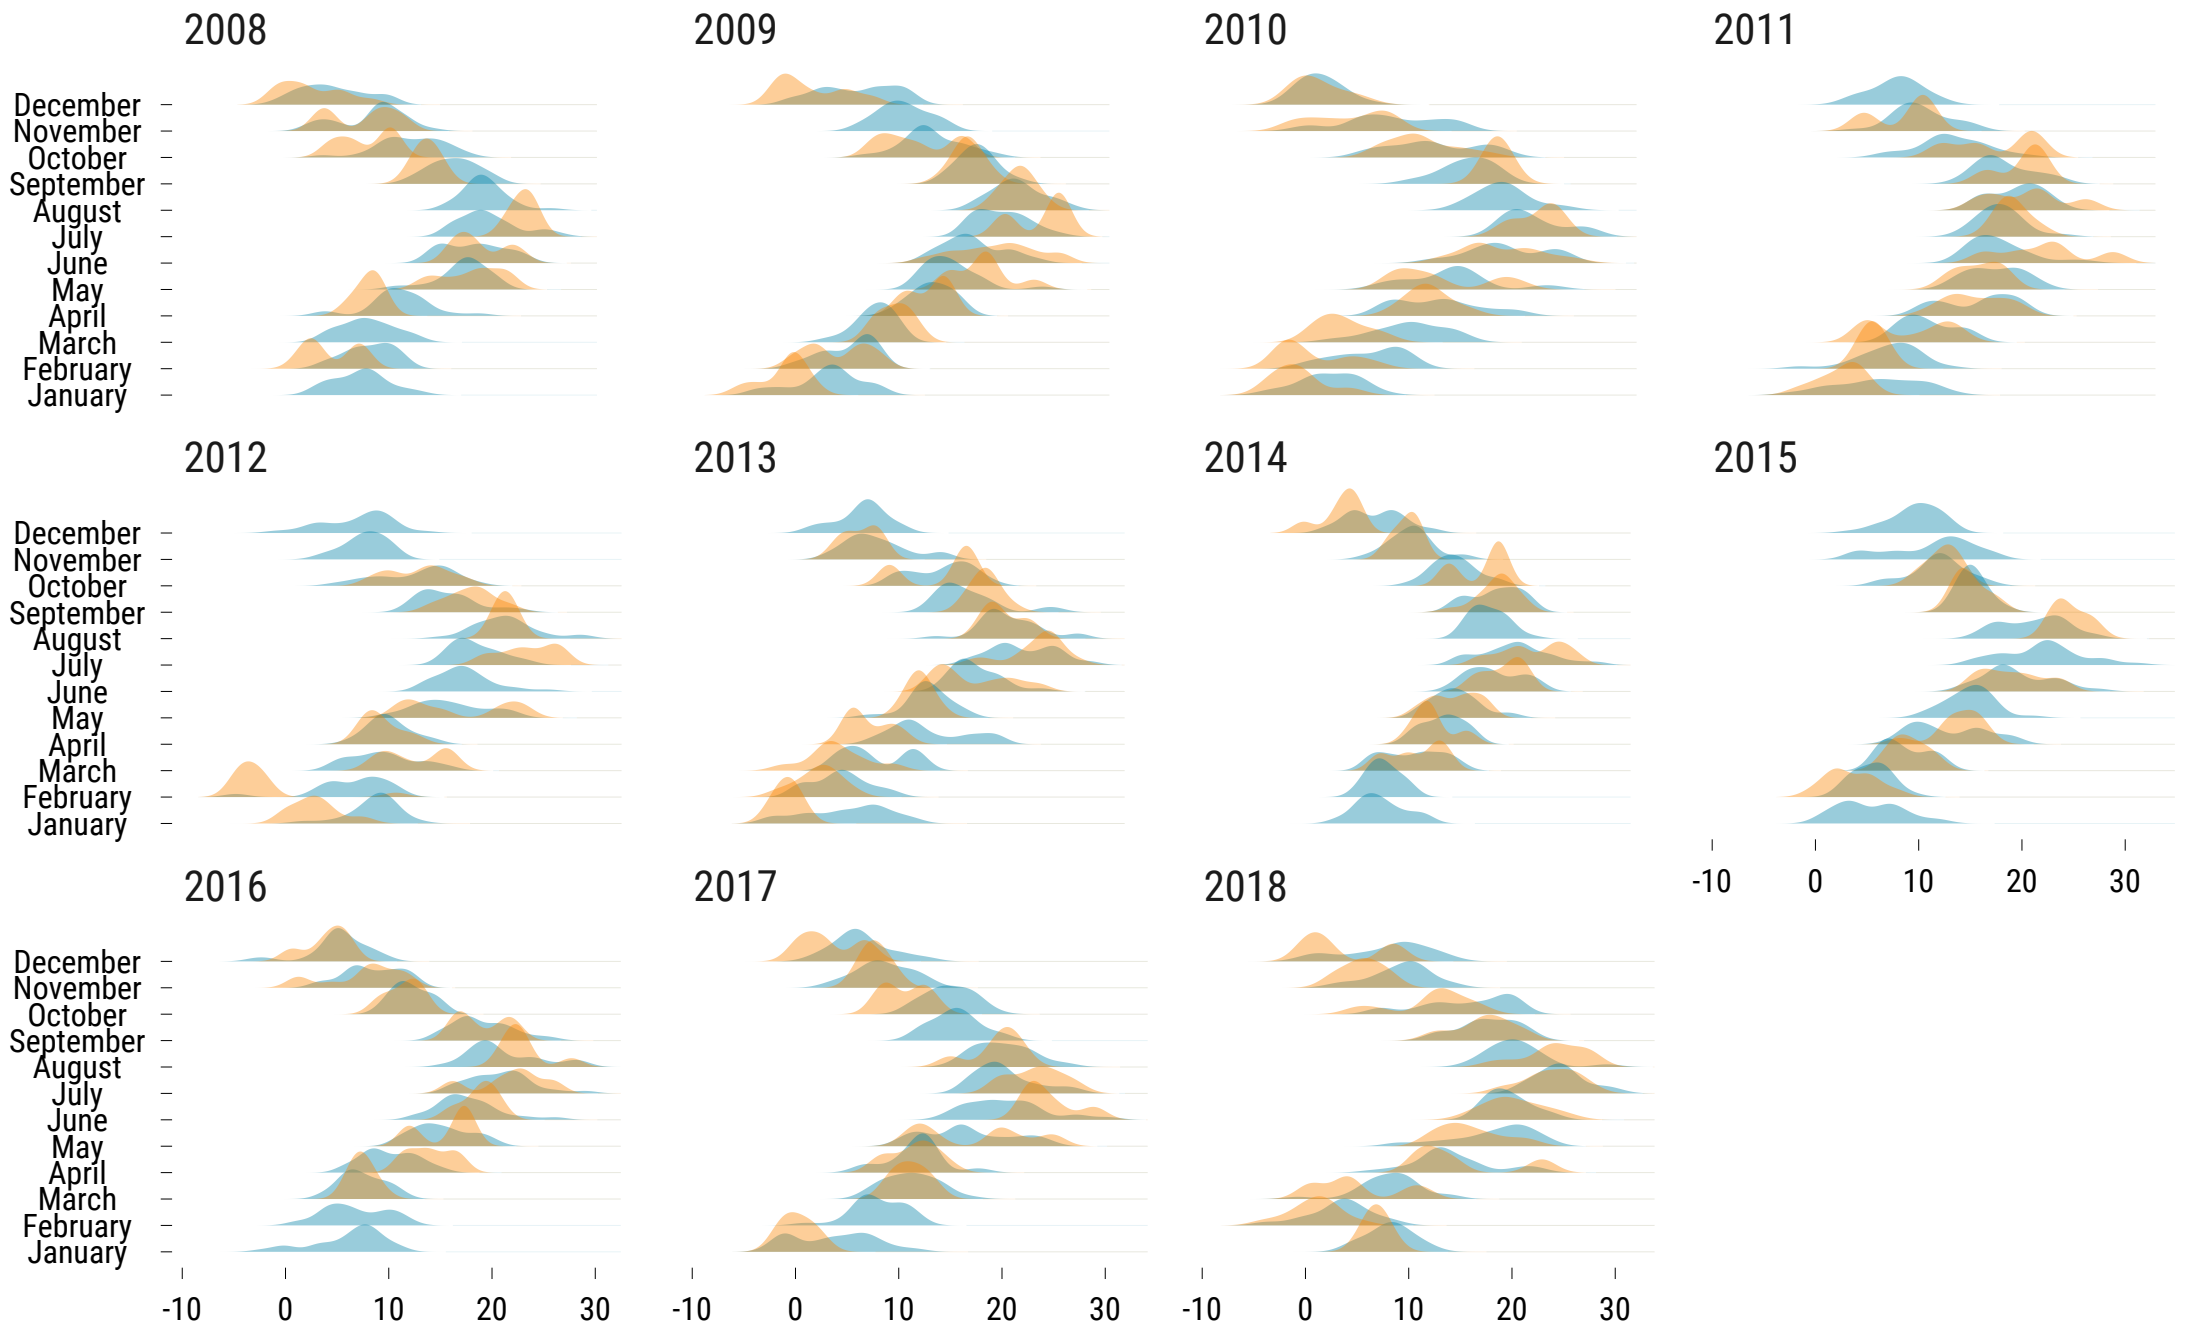 2008 2009 2010 2011
December
November
October
September
August
July
June
May
April
March
February
January
2012 2013 2014 2015
December
November
October
September
August
July
June
May
April
March
February
January
-10 0 10 20 30
2016 2017 2018
December
November
October
September
August
July
June
May
April
March
February
January
-10 0 10 20 30 -10 0 10 20 30 -10 0 10 20 30